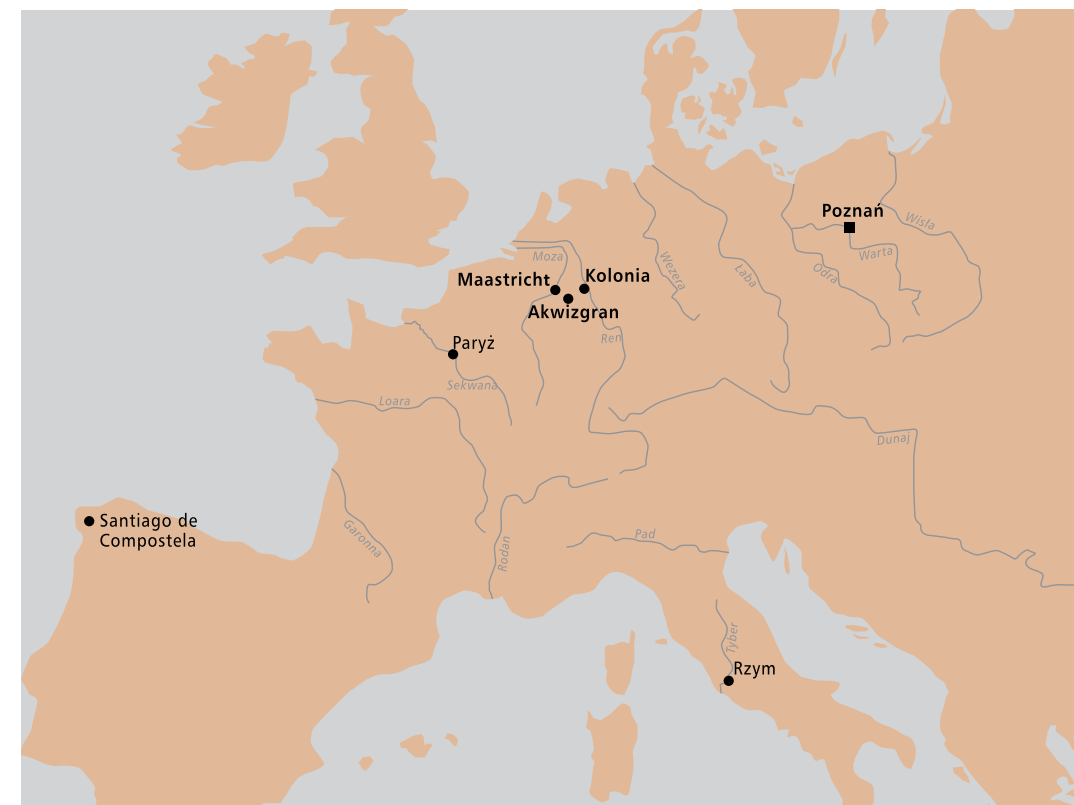 Poznań
Wisła
Warta
Odra
Moza
Wezera
Łaba
Maastricht
Kolonia
Akwizgran
Ren
Paryż
Sekwana
Loara
Dunaj
Santiago de
Compostela
Garonna
Rodan
Pad
Tyber
Rzym